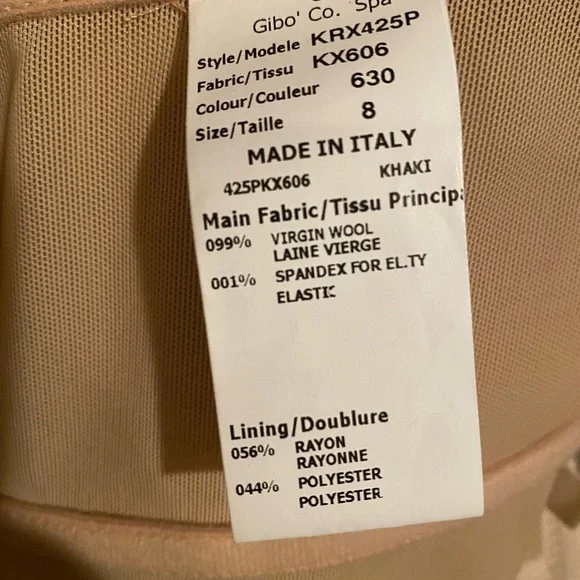 Gibo' Co. Spa
Style/Modele KRX425P
Fabric/Tissu KX606
Colour/Couleur 630
Size/Taille 8
MADE IN ITALY
425PKX606 KHAKI
Main Fabric/Tissu Principa
099% VIRGIN WOOL
LAINE VIERGE
001% SPANDEX FOR EL.TY
ELASTIC
Lining/Doublure
056% RAYON
RAYONNE
044% POLYESTER
POLYESTER